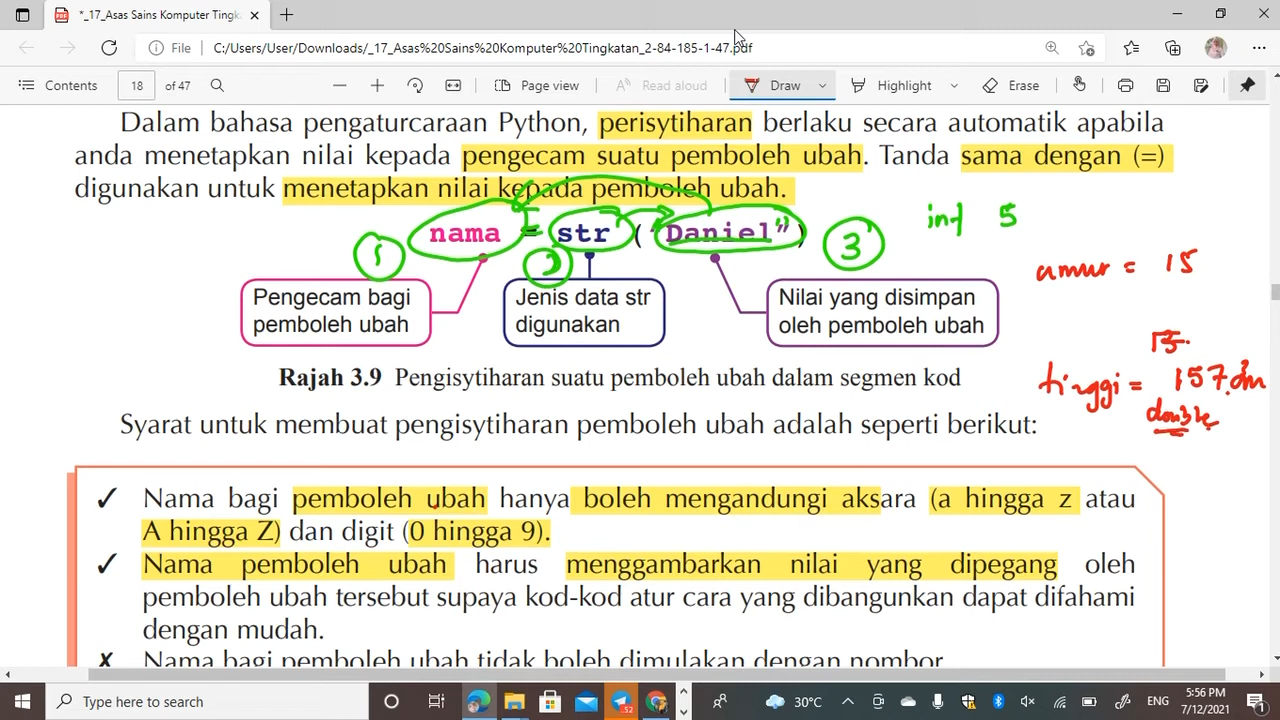 *_17_Asas Sains Komputer Tingk
File
C:/Users/User/Downloads/_17_Asas%20Sains%20Komputer%20Tingkatan_2-84-185-1-47.pdf
Contents
18
of 47
Page view
Read aloud
Draw
Highlight
Erase
Dalam bahasa pengaturcaraan Python, perisytiharan berlaku secara automatik apabila
anda menetapkan nilai kepada pengecam suatu pemboleh ubah. Tanda sama dengan (=)
digunakan untuk menetapkan nilai kepada pemboleh ubah.
nama = str ("Daniel")
int 5
1
2
3
umur = 15
Pengecam bagi
pemboleh ubah
Jenis data str
digunakan
Nilai yang disimpan
oleh pemboleh ubah
tinggi = 157.
Rajah 3.9 Pengisytiharan suatu pemboleh ubah dalam segmen kod
Syarat untuk membuat pengisytiharan pemboleh ubah adalah seperti berikut:
✓ Nama bagi pemboleh ubah hanya boleh mengandungi aksara (a hingga z atau
A hingga Z) dan digit (0 hingga 9).
✓ Nama pemboleh ubah harus menggambarkan nilai yang dipegang oleh
pemboleh ubah tersebut supaya kod-kod atur cara yang dibangunkan dapat difahami
dengan mudah.
✗ Nama bagi pemboleh ubah tidak boleh dimulakan dengan nombor
Type here to search
52
30°C
ENG
5:56 PM
7/12/2021
1